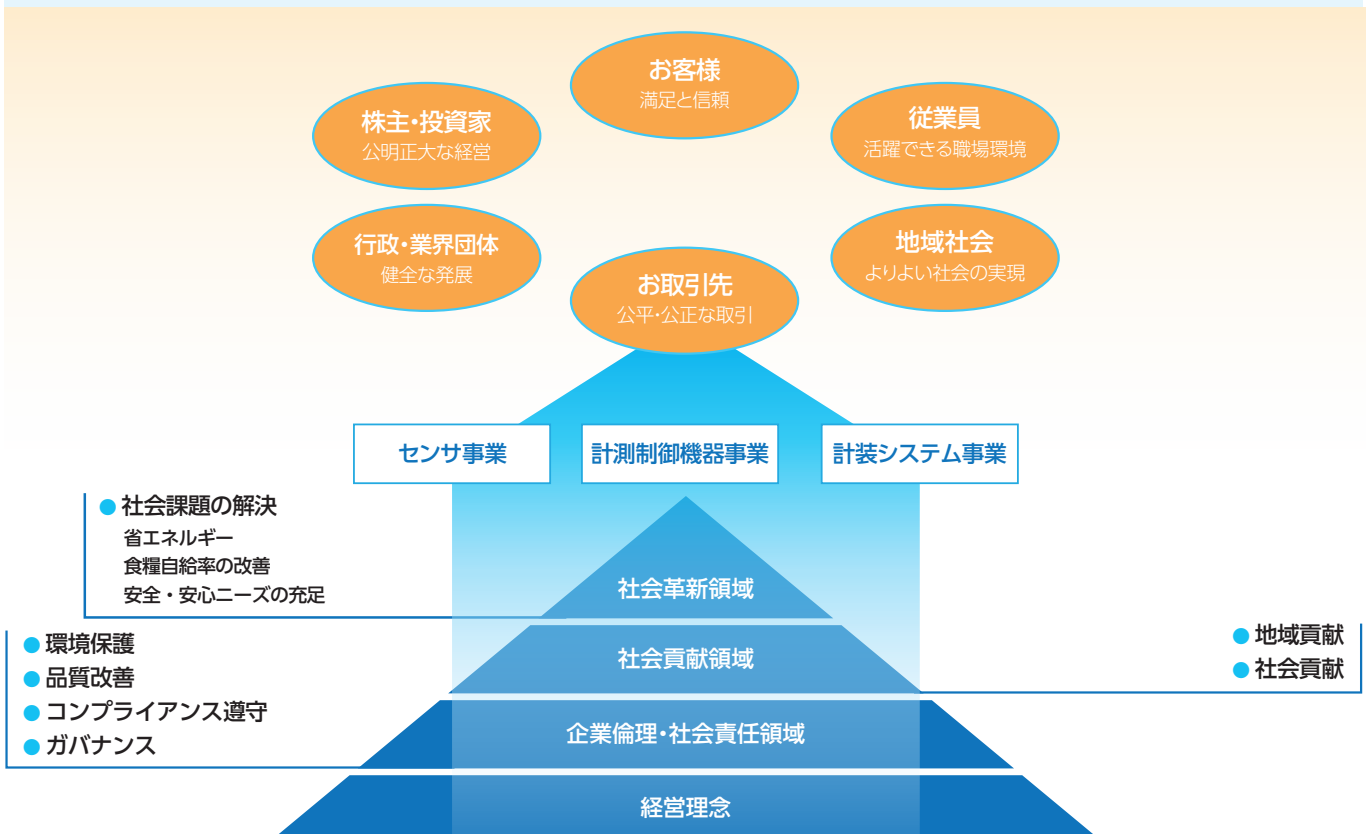 お客様
満足と信頼
株主・投資家
公明正大な経営
従業員
活躍できる職場環境
行政・業界団体
健全な発展
お取引先
公平・公正な取引
地域社会
よりよい社会の実現
センサ事業
計測制御機器事業
計装システム事業
●社会課題の解決
省エネルギー
食糧自給率の改善
安全・安心ニーズの充足
社会革新領域
●環境保護
●品質改善
●コンプライアンス遵守
●ガバナンス
社会貢献領域
●地域貢献
●社会貢献
企業倫理・社会責任領域
経営理念